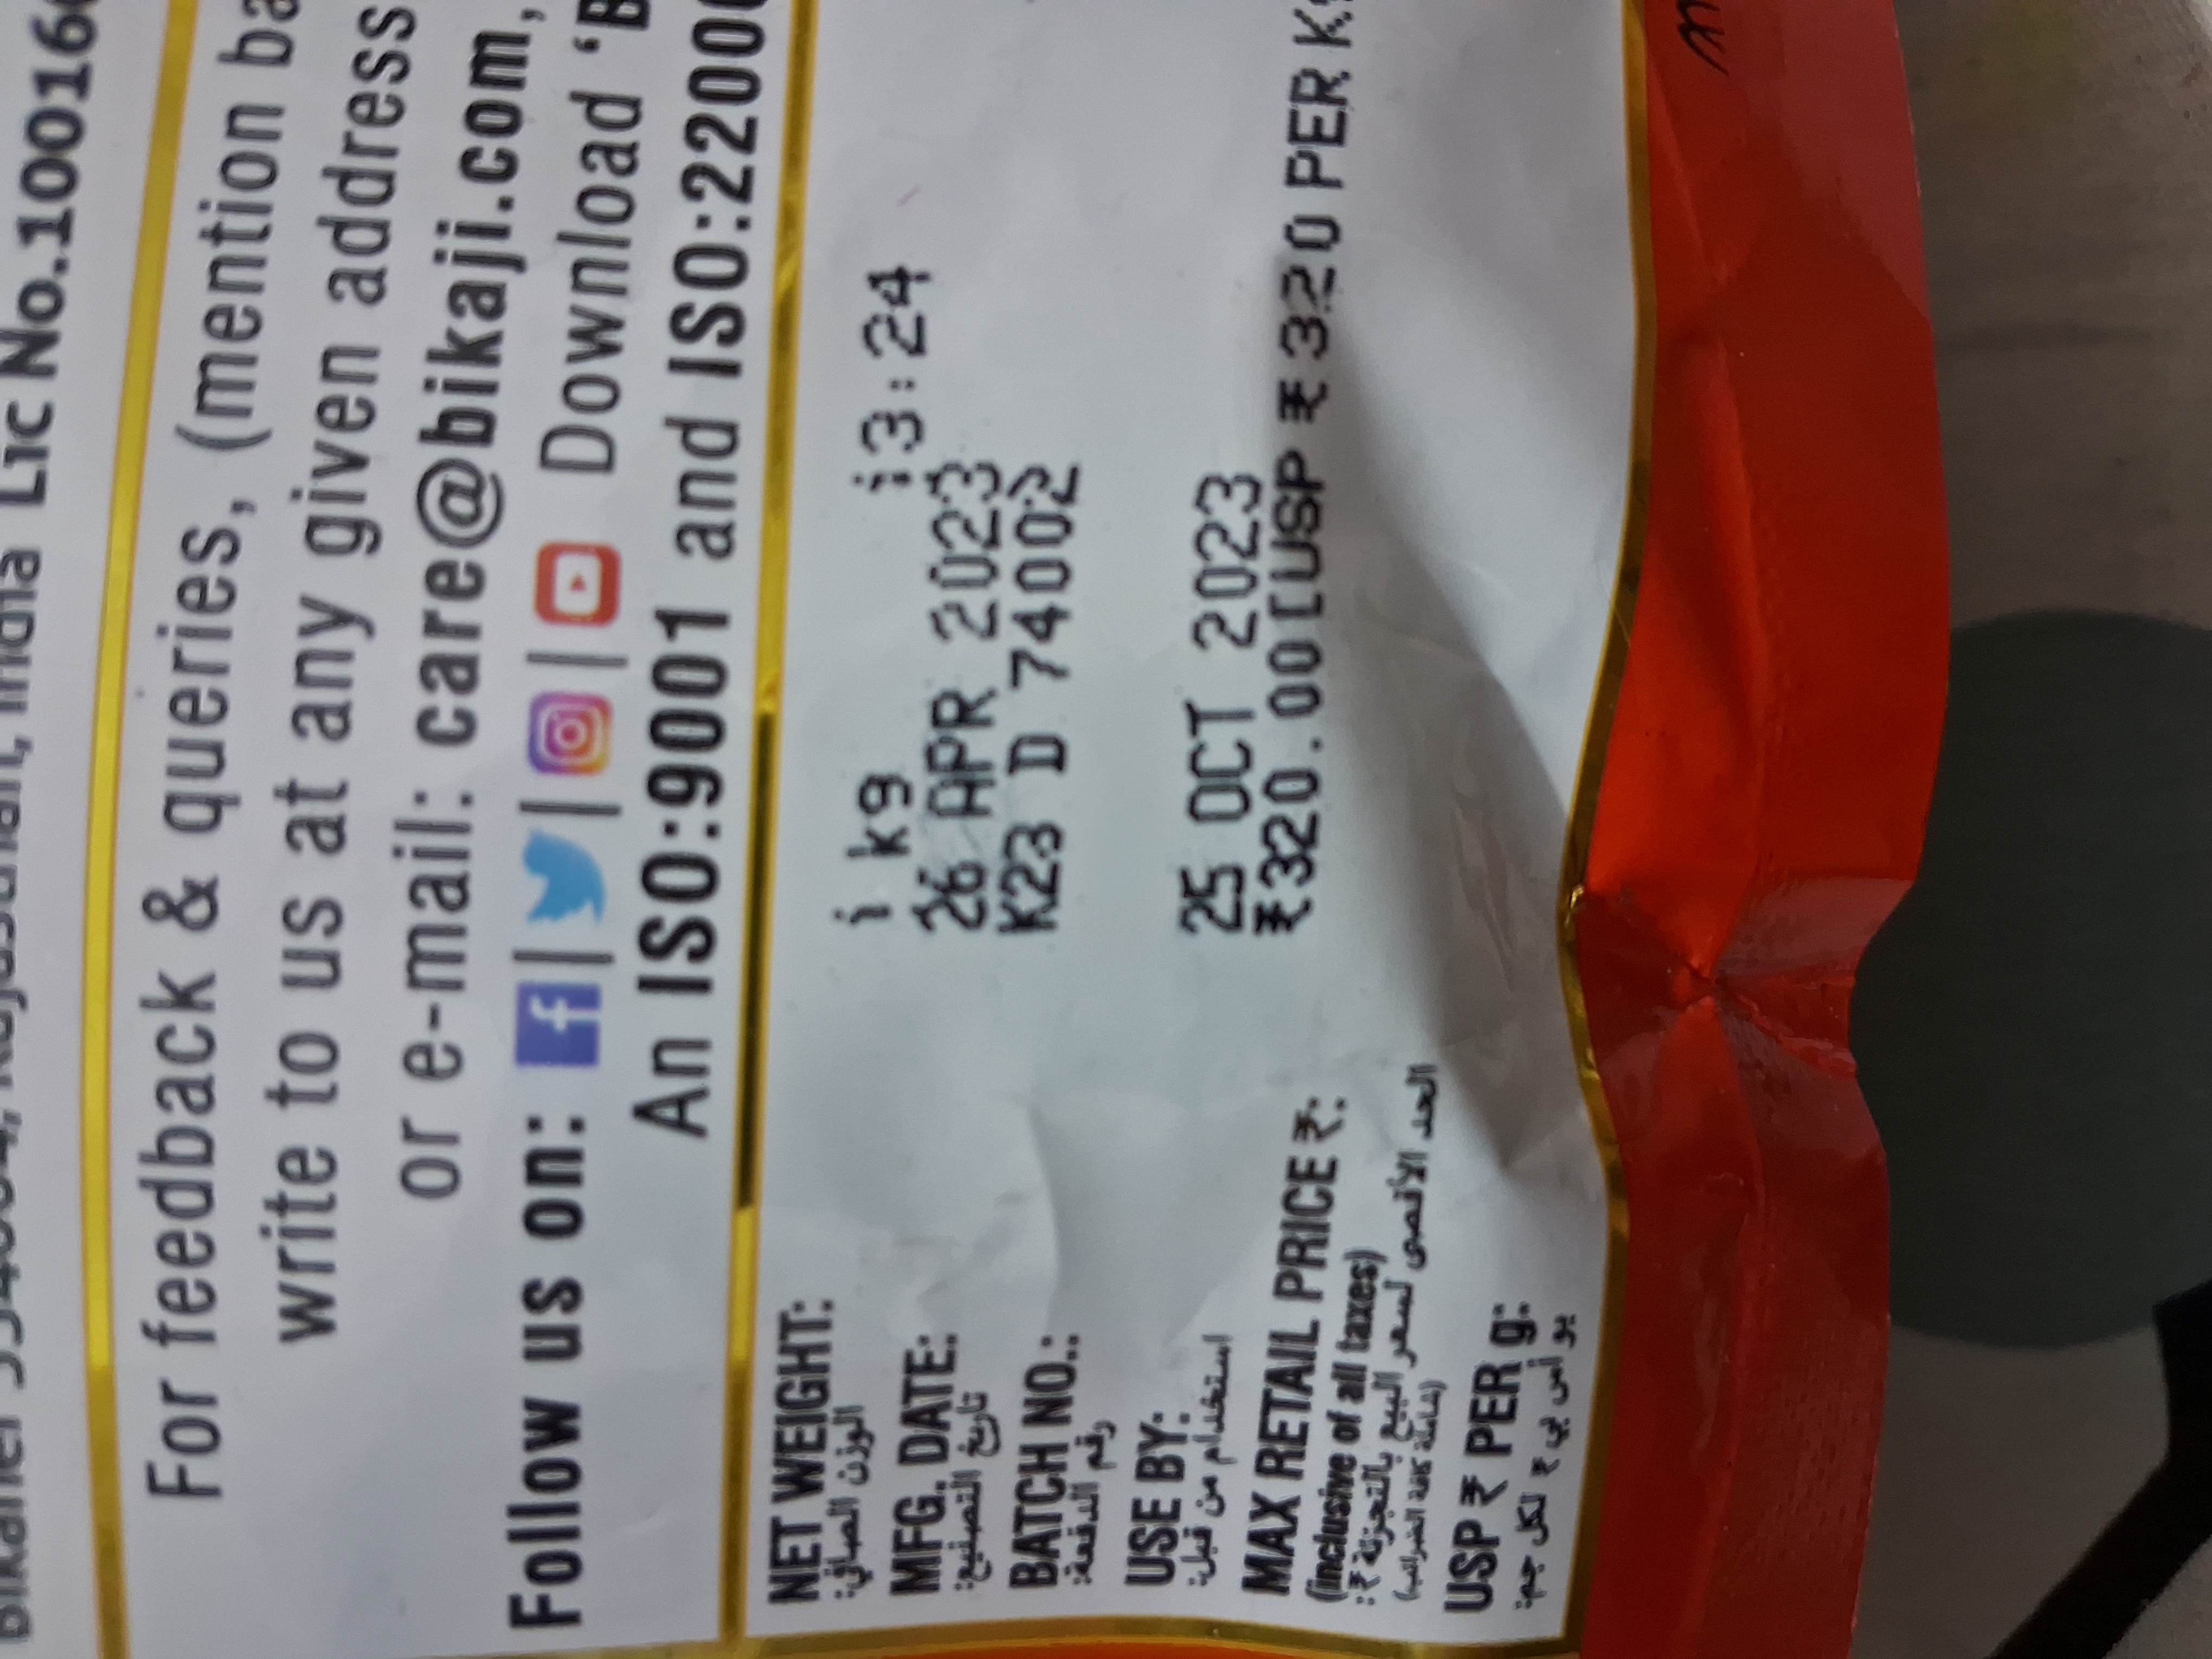 Bikaner 334004, Rajasthan, India Lic No.10016
For feedback & queries, (mention ba
write to us at any given address
or e-mail: care@bikaji.com,
Follow us on: | | | Download ‘B
An ISO:9001 and ISO:2200
NET WEIGHT:
الوزن الصافي:
1 kg 13:24
MFG. DATE:
تاريخ التصنيع:
26 APR 2023
BATCH NO.:
رقم الدفعة:
K23 D 74002
USE BY:
استخدام من قبل:
25 OCT 2023
MAX RETAIL PRICE ₹:
₹320.00[USP ₹320 PER K
(inclusive of all taxes)
الحد الأقصى لسعر البيع بالتجزئة ₹:
(شاملة كافة الضرائب)
USP ₹ PER g:
يو أس بي ₹ لكل جم: